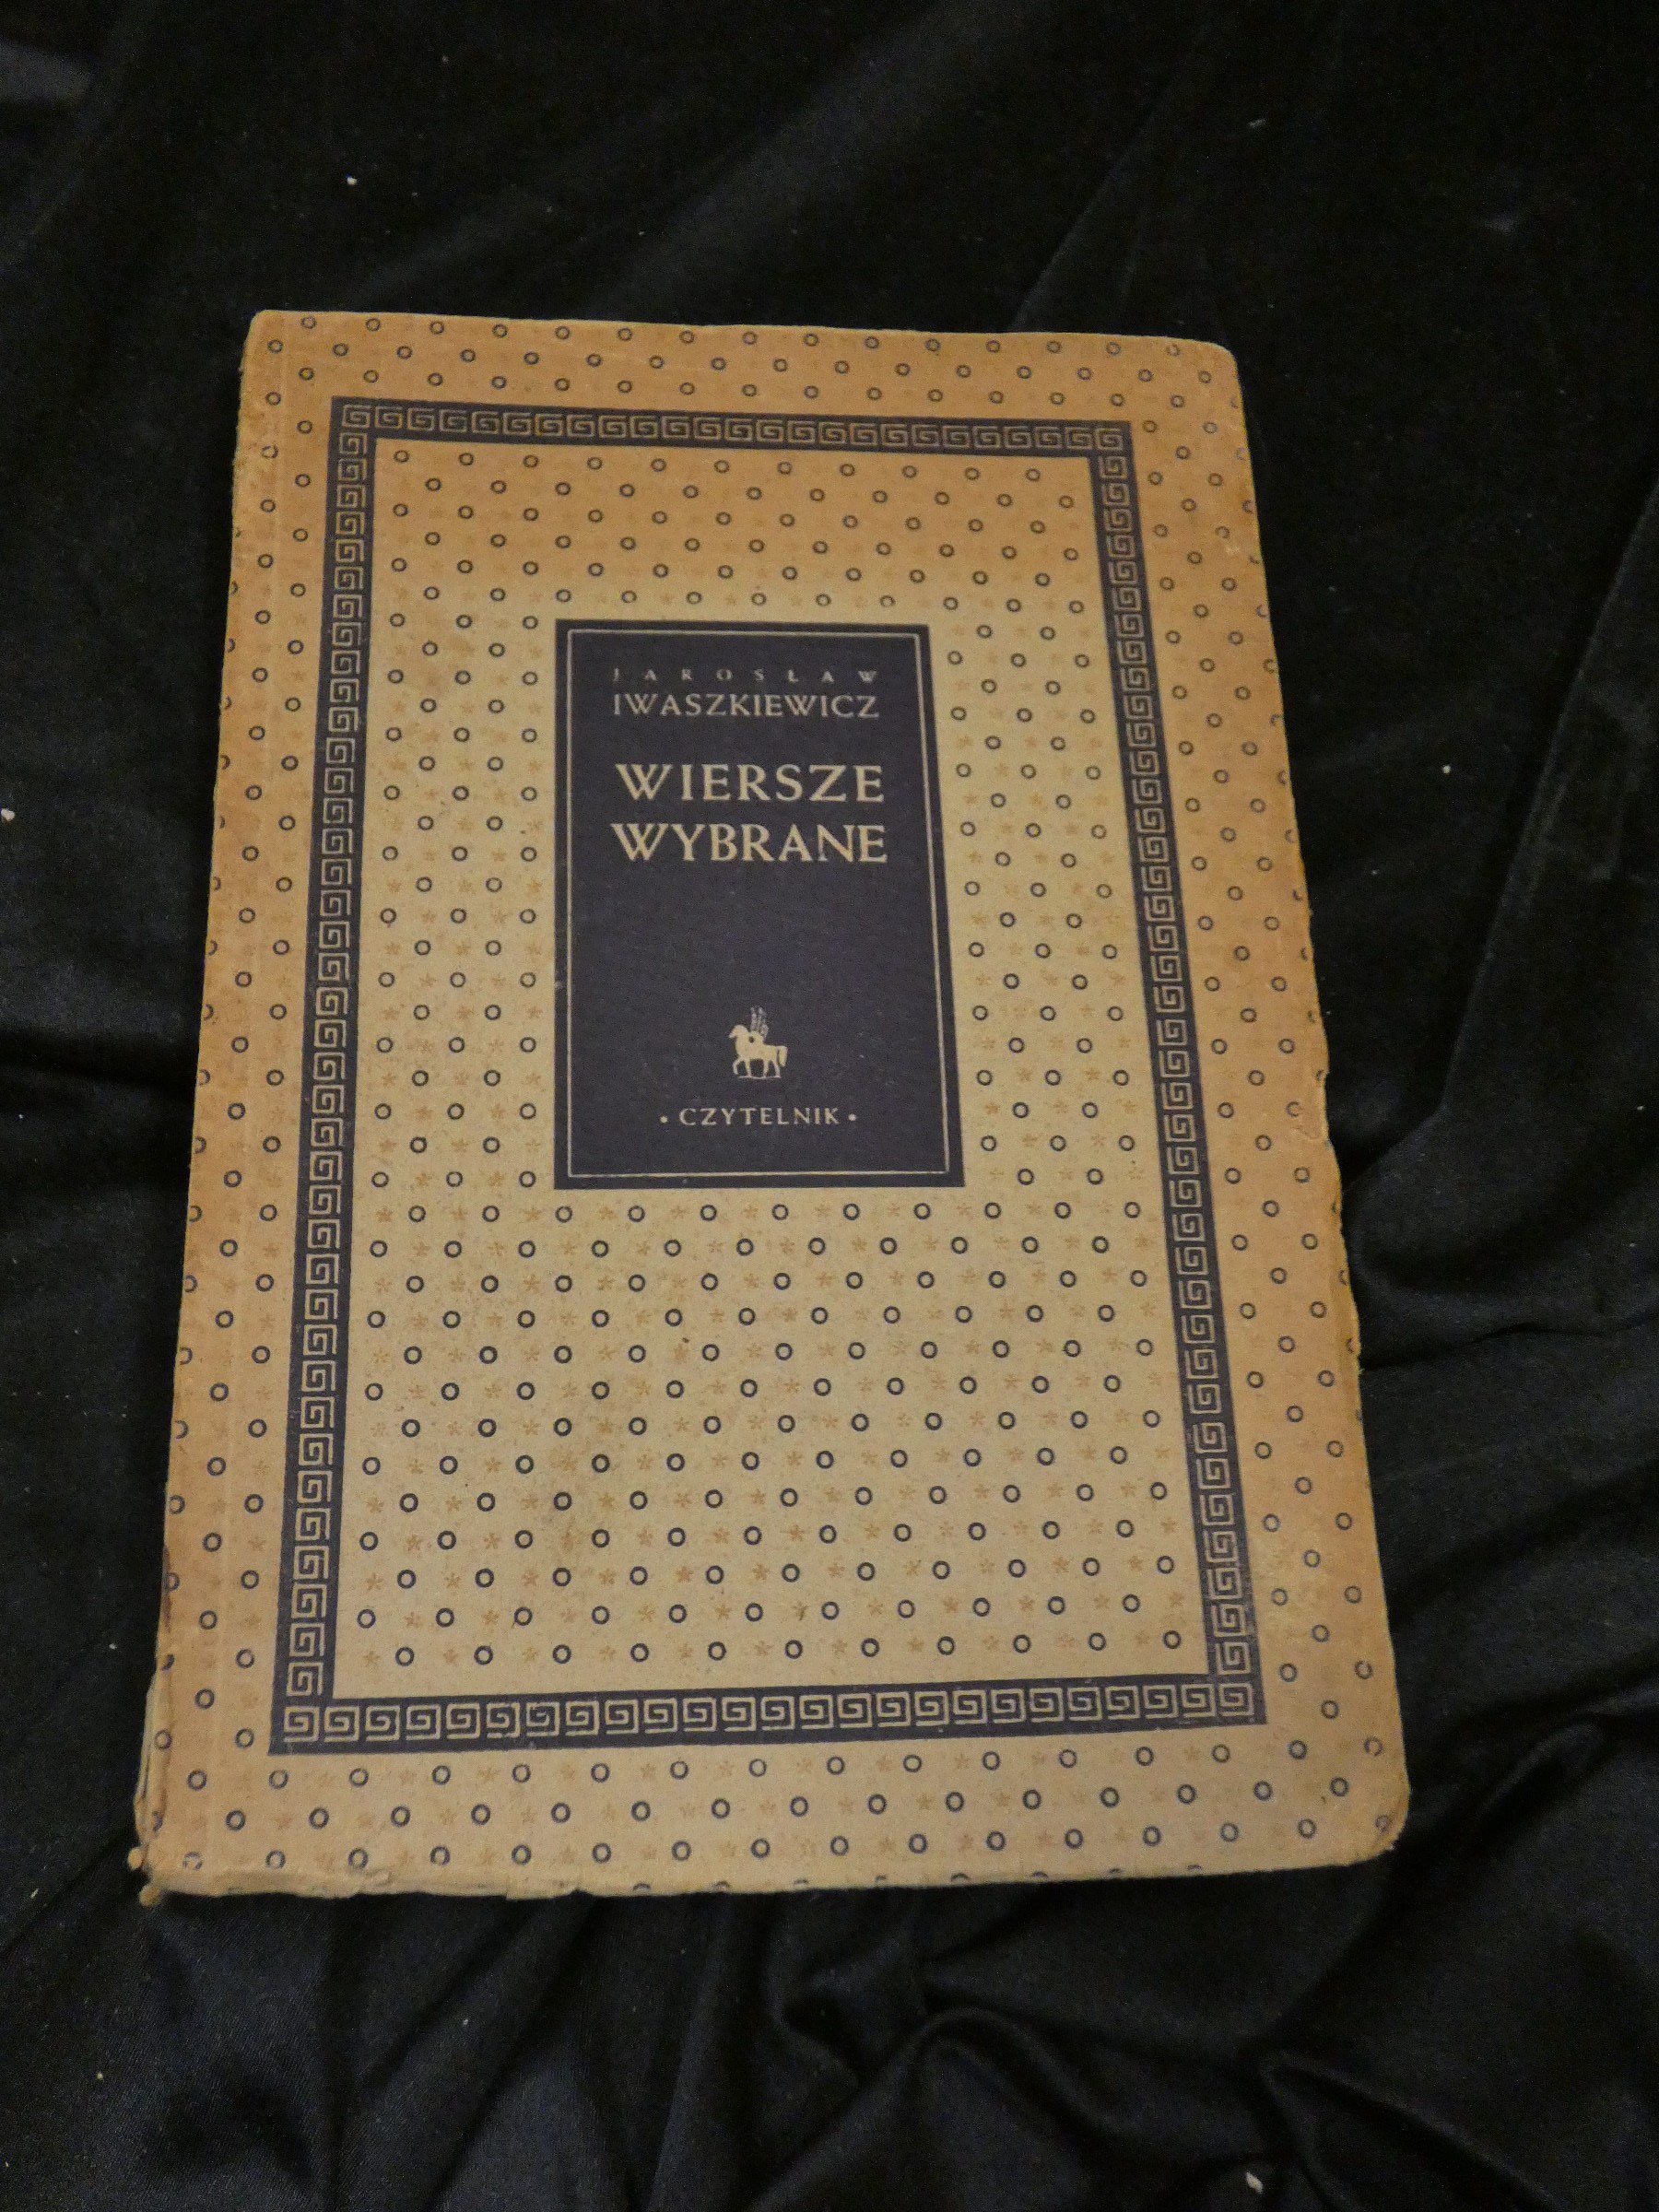 JAROSŁAW
IWASZKIEWICZ
WIERSZE
WYBRANE
• CZYTELNIK •